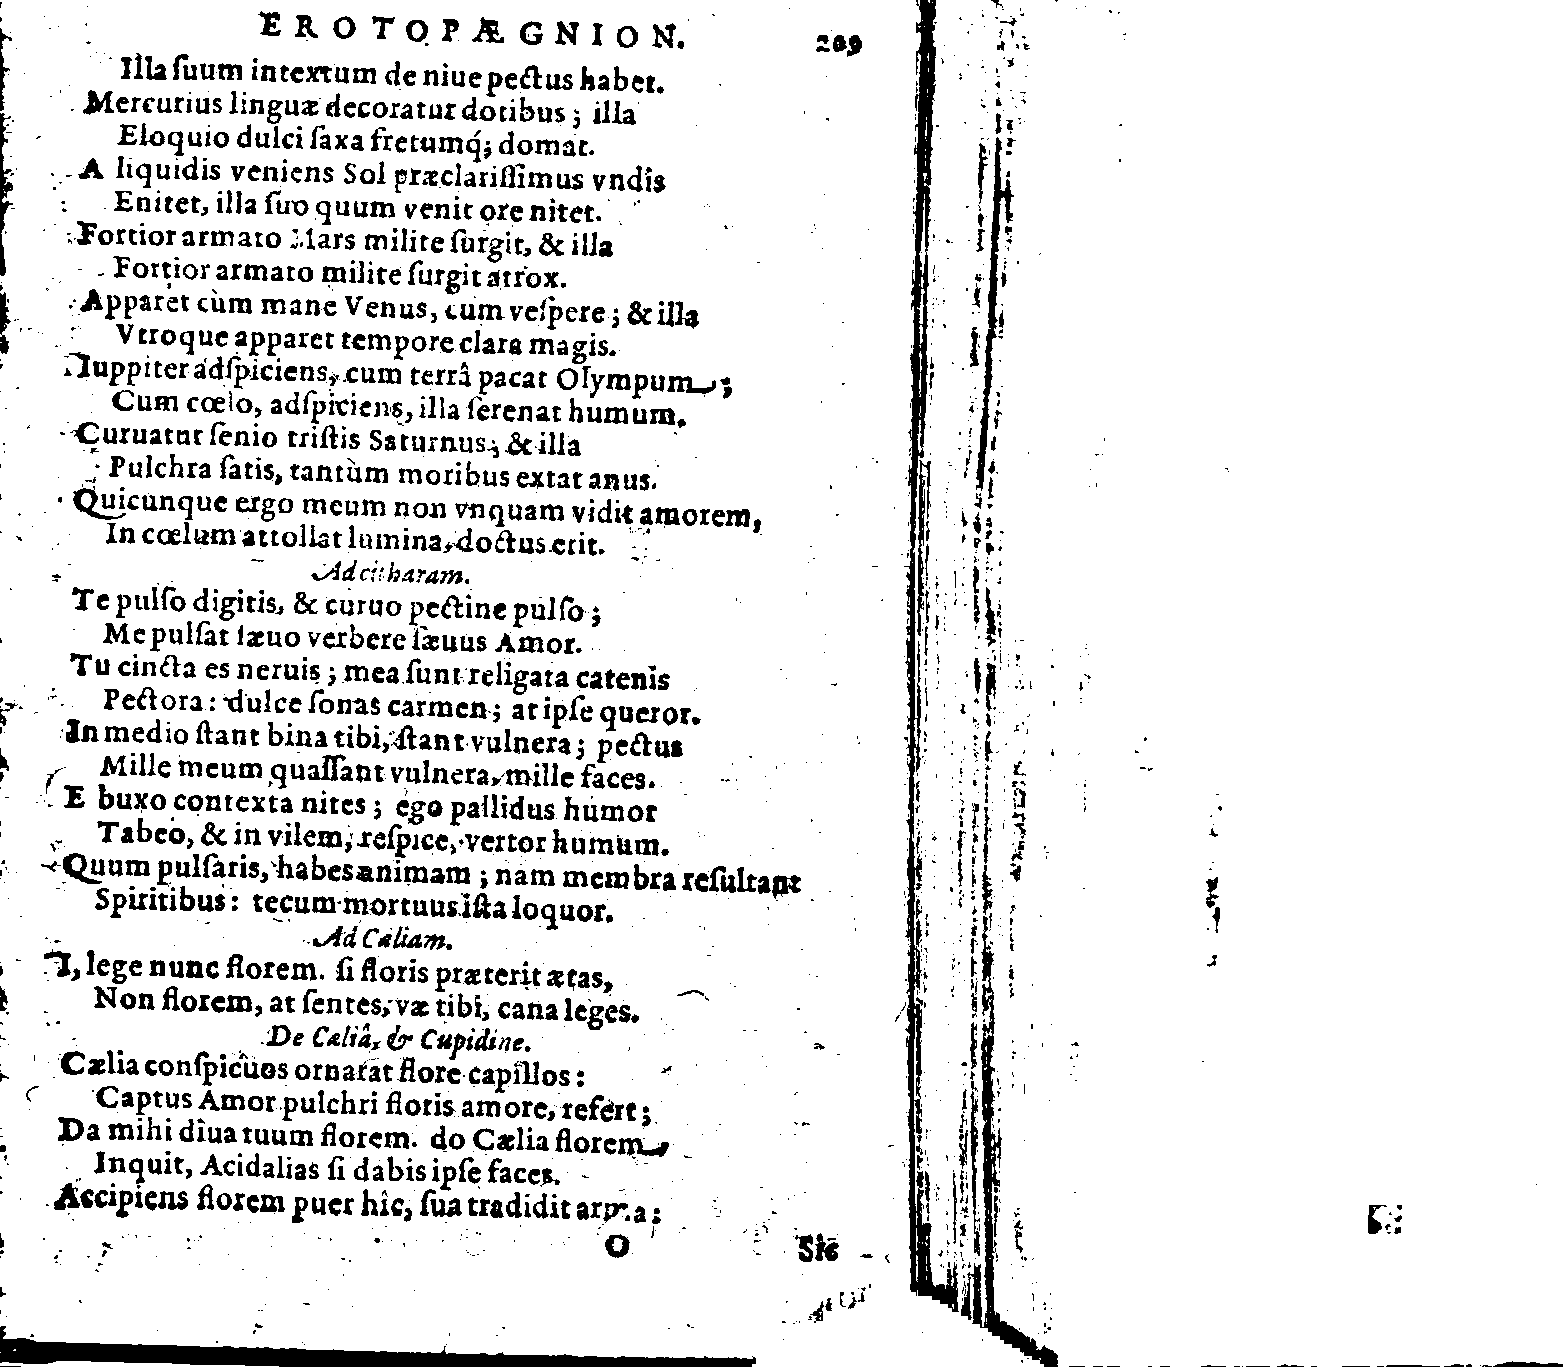 EROTOPÆGNION. 209
Illa ſuum intextum de niue pectus habet.
Mercurius linguæ decoratur dotibus; illa
Eloquio dulci ſaxa fretumq́; domat.
A liquidis veniens Sol præclariſſimus vndis
Enitet, illa ſuo quum venit ore nitet.
Fortior armato Mars milite ſurgit, & illa
Fortior armato milite ſurgit atrox.
Apparet cùm mane Venus, cum veſpere; & illa
Vtroque apparet tempore clara magis.
Iuppiter adſpiciens, cum terrâ pacat Olympum;
Cum cœlo, adſpiciens, illa ſerenat humum.
Curuatur ſenio triſtis Saturnus; & illa
Pulchra ſatis, tantùm moribus extat anus.
Quicunque ergo meum non vnquam vidit amorem,
In cœlum attollat lumina, doctus erit.
Ad citharam.
Te pulſo digitis, & curuo pectine pulſo;
Me pulſat ſæuo verbere ſæuus Amor.
Tu cincta es neruis; mea ſunt religata catenis
Pectora: dulce ſonas carmen; at ipſe queror.
In medio ſtant bina tibi, ſtant vulnera; pectus
Mille meum quaſſant vulnera, mille faces.
E buxo contexta nites; ego pallidus humor
Tabeo, & in vilem, reſpice, vertor humum.
Quum pulſaris, habes animam; nam membra reſultant
Spiritibus: tecum mortuus iſta loquor.
Ad Cæliam.
I, lege nunc florem. ſi floris præterit ætas,
Non florem, at ſentes, væ tibi, cana leges.
De Cæliâ, & Cupidine.
Cælia conſpicuos ornarat flore capillos:
Captus Amor pulchri floris amore, refert;
Da mihi diua tuum florem. do Cælia florem,
Inquit, Acidalias ſi dabis ipſe faces.
Accipiens florem puer hîc, ſua tradidit arma:
O Sic